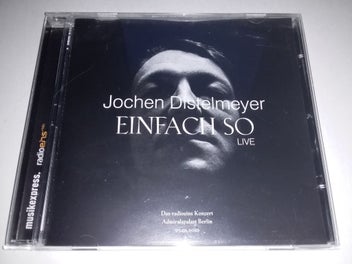 Jochen Distelmeyer
EINFACH SO
LIVE
Das radioeins Konzert
Admiralspalast Berlin
musikexpress. radioeins